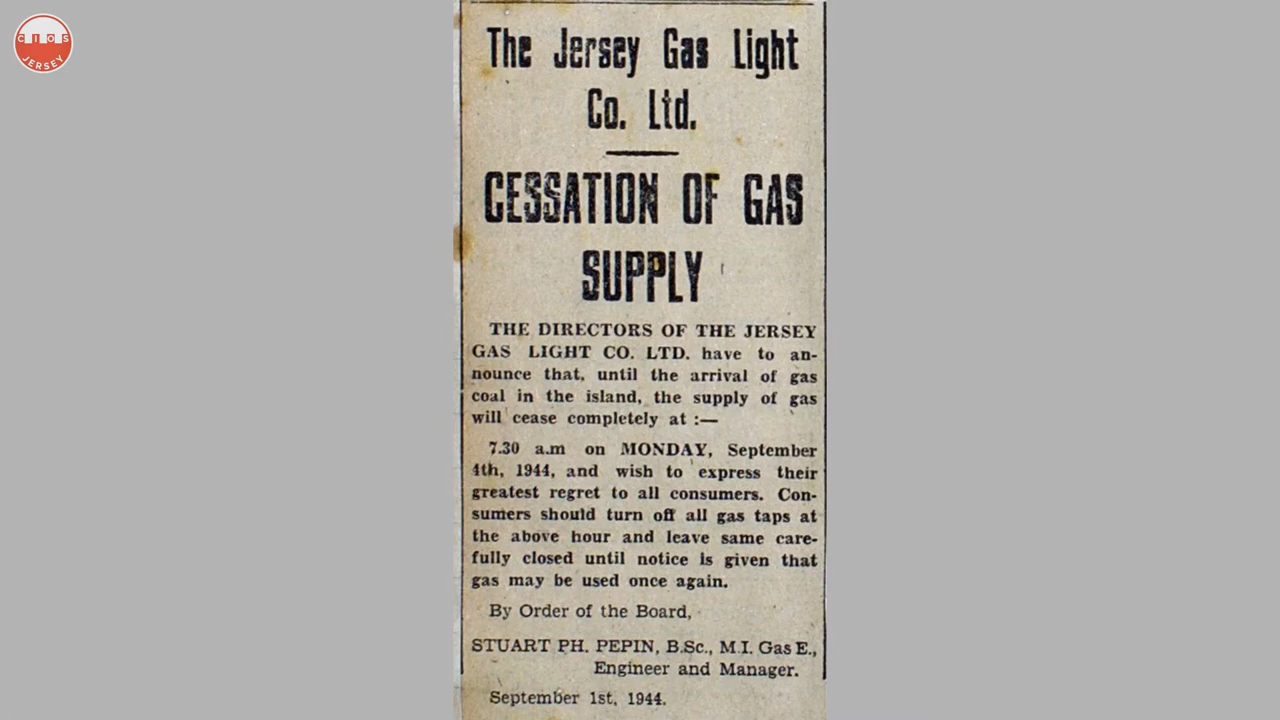 CIOS
JERSEY
The Jersey Gas Light
Co. Ltd.
CESSATION OF GAS
SUPPLY
THE DIRECTORS OF THE JERSEY
GAS LIGHT CO. LTD. have to an-
nounce that, until the arrival of gas
coal in the island, the supply of gas
will cease completely at :—
7.30 a.m on MONDAY, September
4th, 1944, and wish to express their
greatest regret to all consumers. Con-
sumers should turn off all gas taps at
the above hour and leave same care-
fully closed until notice is given that
gas may be used once again.
By Order of the Board,
STUART PH. PEPIN, B.Sc., M.I. Gas E.,
Engineer and Manager.
September 1st, 1944.